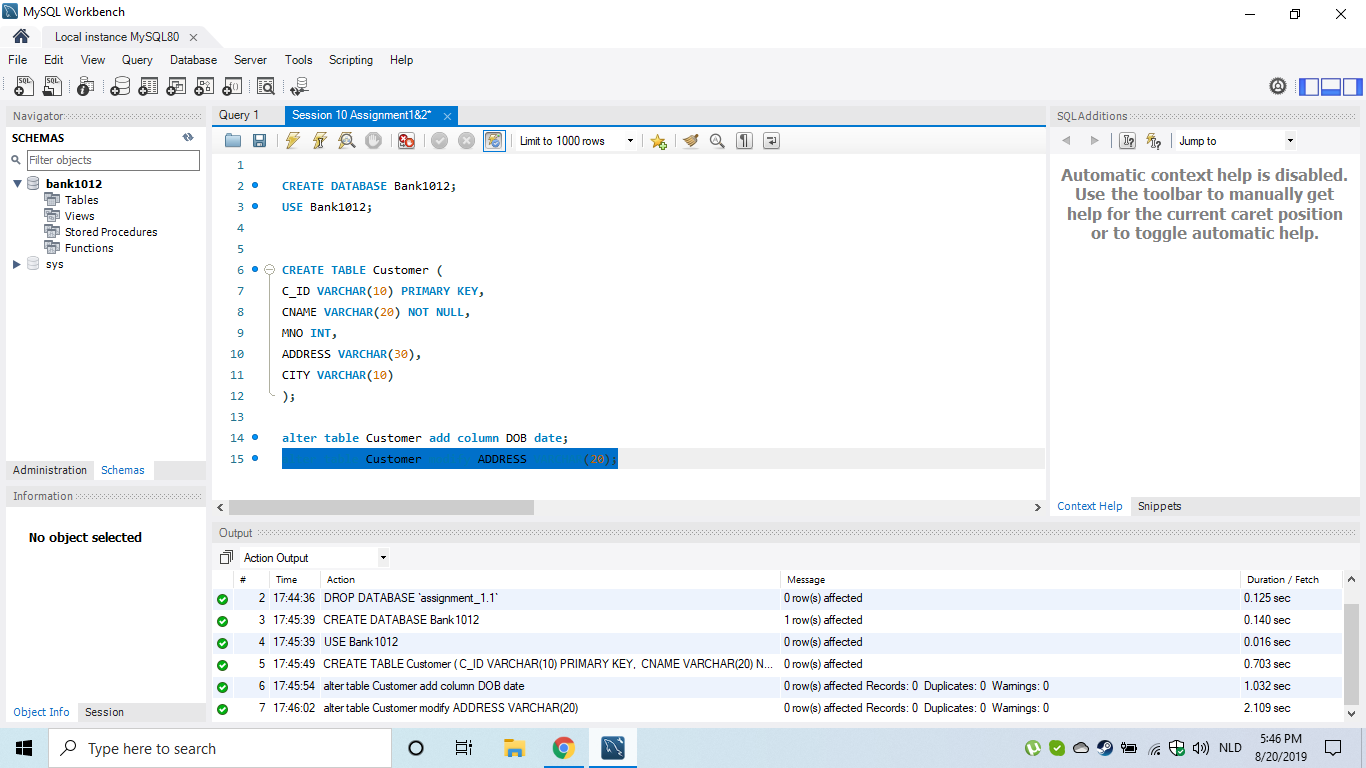 MySQL Workbench
Local instance MySQL80
File Edit View Query Database Server Tools Scripting Help
Navigator
SCHEMAS
Filter objects
bank1012
Tables
Views
Stored Procedures
Functions
sys
Administration Schemas
Information
No object selected
Object Info Session
Query 1 Session 10 Assignment1&2*
Limit to 1000 rows
1
2 CREATE DATABASE Bank1012;
3 USE Bank1012;
4
5
6 CREATE TABLE Customer (
7 C_ID VARCHAR(10) PRIMARY KEY,
8 CNAME VARCHAR(20) NOT NULL,
9 MNO INT,
10 ADDRESS VARCHAR(30),
11 CITY VARCHAR(10)
12 );
13
14 alter table Customer add column DOB date;
15 Customer ADDRESS (20);
SQLAdditions
Jump to
Automatic context help is disabled.
Use the toolbar to manually get
help for the current caret position
or to toggle automatic help.
Context Help Snippets
Output
Action Output
# Time Action Message Duration / Fetch
2 17:44:36 DROP DATABASE `assignment_1.1` 0 row(s) affected 0.125 sec
3 17:45:39 CREATE DATABASE Bank1012 1 row(s) affected 0.140 sec
4 17:45:39 USE Bank1012 0 row(s) affected 0.016 sec
5 17:45:49 CREATE TABLE Customer ( C_ID VARCHAR(10) PRIMARY KEY, CNAME VARCHAR(20) N... 0 row(s) affected 0.703 sec
6 17:45:54 alter table Customer add column DOB date 0 row(s) affected Records: 0 Duplicates: 0 Warnings: 0 1.032 sec
7 17:46:02 alter table Customer modify ADDRESS VARCHAR(20) 0 row(s) affected Records: 0 Duplicates: 0 Warnings: 0 2.109 sec
Type here to search
NLD
5:46 PM
8/20/2019